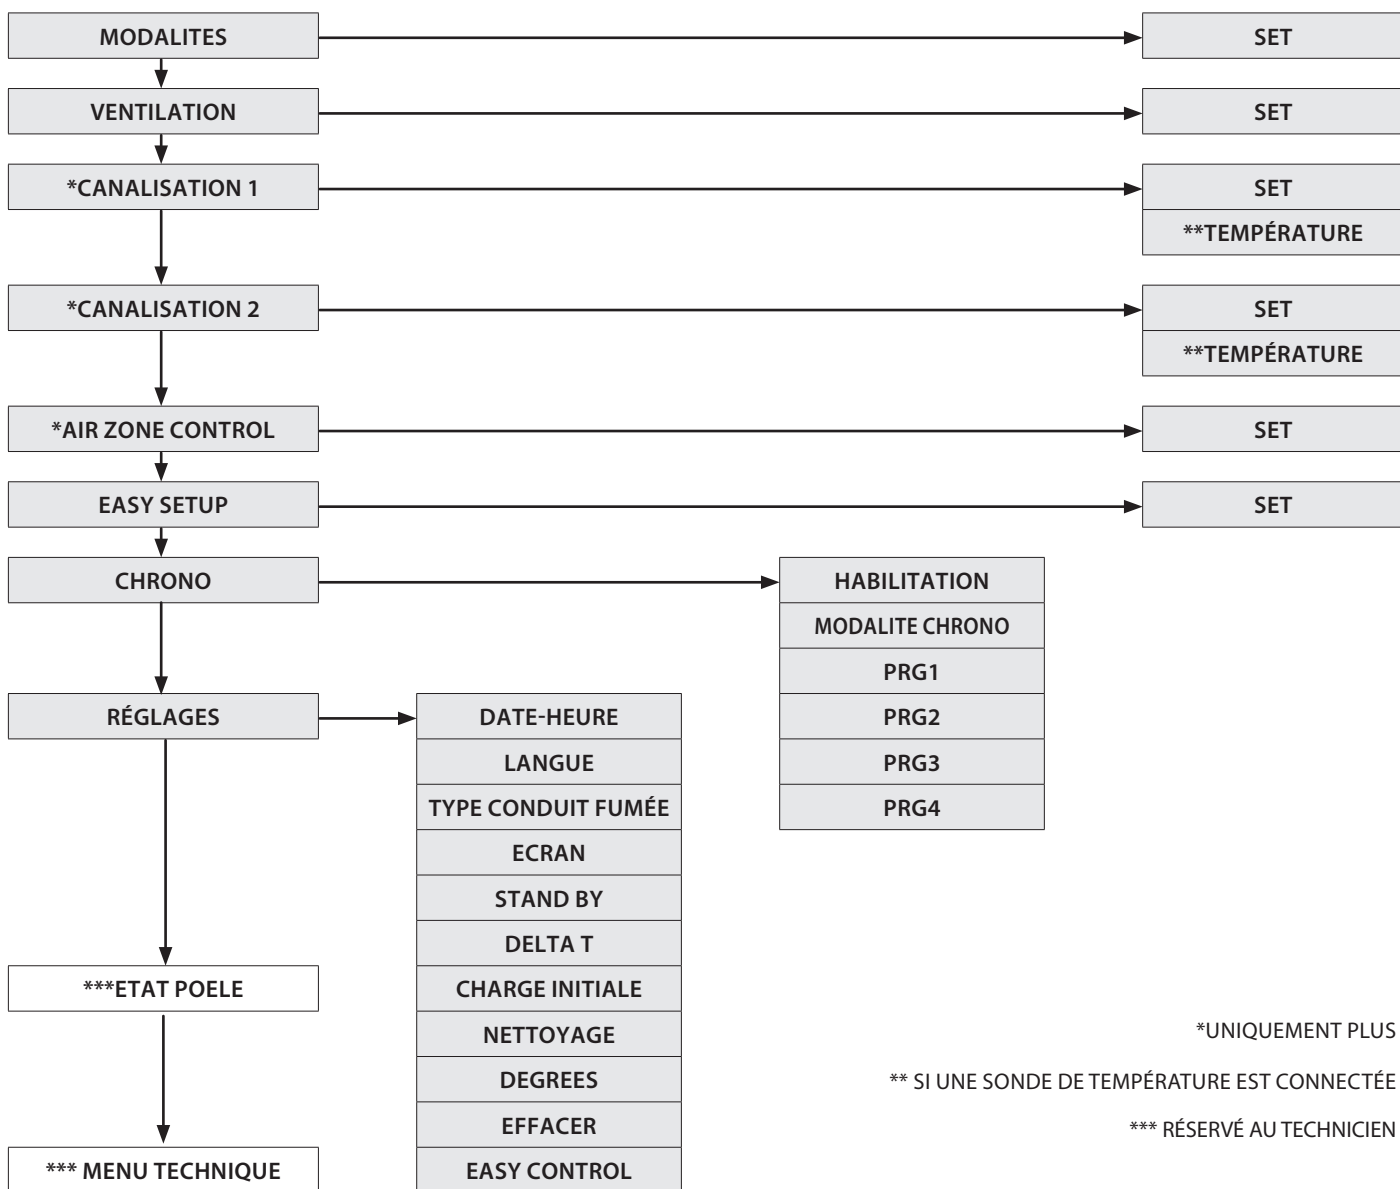 MODALITES
SET
VENTILATION
SET
*CANALISATION 1
SET
**TEMPÉRATURE
*CANALISATION 2
SET
**TEMPÉRATURE
*AIR ZONE CONTROL
SET
EASY SETUP
SET
CHRONO
HABILITATION
MODALITE CHRONO
PRG1
PRG2
PRG3
PRG4
RÉGLAGES
DATE-HEURE
LANGUE
TYPE CONDUIT FUMÉE
ECRAN
STAND BY
DELTA T
CHARGE INITIALE
NETTOYAGE
DEGREES
EFFACER
EASY CONTROL
***ETAT POELE
*** MENU TECHNIQUE
*UNIQUEMENT PLUS
** SI UNE SONDE DE TEMPÉRATURE EST CONNECTÉE
*** RÉSERVÉ AU TECHNICIEN